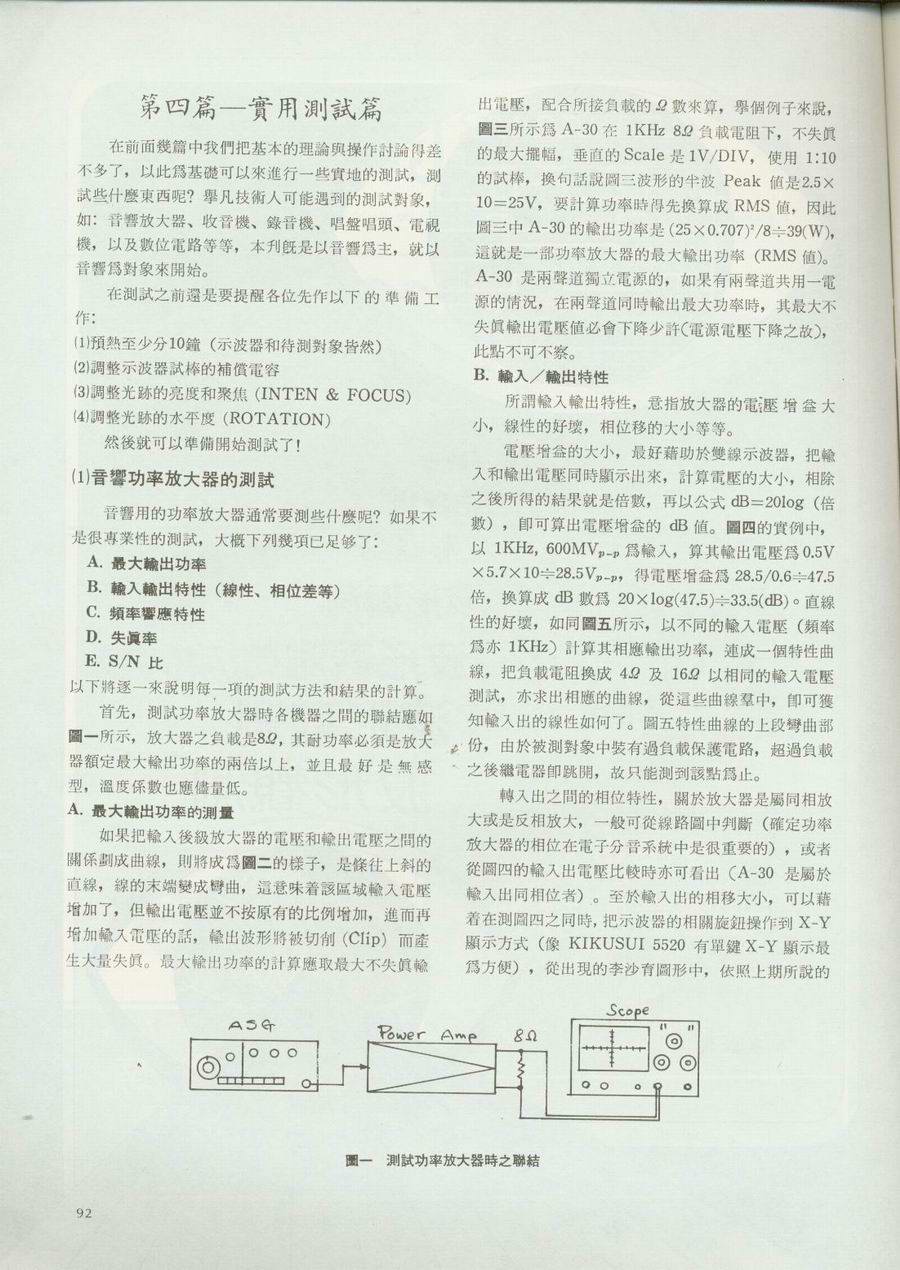 第四篇—實用測試篇
在前面幾篇中我們把基本的理論與操作討論得差
不多了，以此爲基礎可以來進行一些實地的測試，測
試些什麼東西呢？舉凡技術人可能遇到的測試對象，
如：音響放大器、收音機、錄音機、唱盤唱頭、電視
機，以及數位電路等等，本刋旣是以音響爲主，就以
音響爲對象來開始。
在測試之前還是要提醒各位先作以下的準備工
作：
⑴預熱至少分10鐘（示波器和待測對象皆然）
⑵調整示波器試棒的補償電容
⑶調整光跡的亮度和聚焦（INTEN & FOCUS）
⑷調整光跡的水平度（ROTATION）
然後就可以準備開始測試了！
⑴音響功率放大器的測試
音響用的功率放大器通常要測些什麼呢？如果不
是很專業性的測試，大概下列幾項已足够了：
A. 最大輸出功率
B. 輸入輸出特性（線性、相位差等）
C. 頻率響應特性
D. 失眞率
E. S/N 比
以下將逐一來說明每一項的測試方法和結果的計算。
首先，測試功率放大器時各機器之間的聯結應如
圖一所示，放大器之負載是8Ω，其耐功率必須是放大
器額定最大輸出功率的兩倍以上，並且最好是無感
型，溫度係數也應儘量低。
A. 最大輸出功率的測量
如果把輸入後級放大器的電壓和輸出電壓之間的
關係劃成曲線，則將成爲圖二的樣子，是條往上斜的
直線，線的末端變成彎曲，這意味着該區域輸入電壓
增加了，但輸出電壓並不按原有的比例增加，進而再
增加輸入電壓的話，輸出波形將被切削（Clip）而產
生大量失眞。最大輸出功率的計算應取最大不失眞輸
出電壓，配合所接負載的Ω數來算，舉個例子來說，
圖三所示爲 A-30 在 1KHz 8Ω 負載電阻下，不失眞
的最大擺幅，垂直的 Scale 是 1V/DIV，使用 1:10
的試棒，換句話說圖三波形的半波 Peak 值是2.5×
10=25V，要計算功率時得先換算成 RMS 値，因此
圖三中 A-30 的輸出功率是 (25×0.707)²/8≒39(W)，
這就是一部功率放大器的最大輸出功率（RMS 値）。
A-30 是兩聲道獨立電源的，如果有兩聲道共用一電
源的情況，在兩聲道同時輸出最大功率時，其最大不
失眞輸出電壓値必會下降少許（電源電壓下降之故），
此點不可不察。
B. 輸入／輸出特性
所謂輸入輸出特性，意指放大器的電壓增益大
小，線性的好壞，相位移的大小等等。
電壓增益的大小，最好藉助於雙線示波器，把輸
入和輸出電壓同時顯示出來，計算電壓的大小，相除
之後所得的結果就是倍數，再以公式 dB=20log（倍
數），卽可算出電壓增益的 dB 値。圖四的實例中，
以 1KHz, 600MVp-p 爲輸入，算其輸出電壓爲 0.5V
×5.7×10≒28.5Vp-p，得電壓增益爲 28.5/0.6≒47.5
倍，換算成 dB 數爲 20×log(47.5)≒33.5(dB)。直線
性的好壞，如同圖五所示，以不同的輸入電壓（頻率
爲亦 1KHz）計算其相應輸出功率，連成一個特性曲
線，把負載電阻換成 4Ω 及 16Ω 以相同的輸入電壓
測試，亦求出相應的曲線，從這些曲線羣中，卽可獲
知輸入出的線性如何了。圖五特性曲線的上段彎曲部
份，由於被測對象中裝有過負載保護電路，超過負載
之後繼電器卽跳開，故只能測到該點爲止。
轉入出之間的相位特性，關於放大器是屬同相放
大或是反相放大，一般可從線路圖中判斷（確定功率
放大器的相位在電子分音系統中是很重要的），或者
從圖四的輸入出電壓比較時亦可看出（A-30 是屬於
輸入出同相位者）。至於輸入出的相移大小，可以藉
着在測圖四之同時，把示波器的相關旋鈕操作到 X-Y
顯示方式（像 KIKUSUI 5520 有單鍵 X-Y 顯示最
爲方便），從出現的李沙育圖形中，依照上期所說的
ASG
Power Amp
8Ω
Scope
圖一　測試功率放大器時之聯結
92